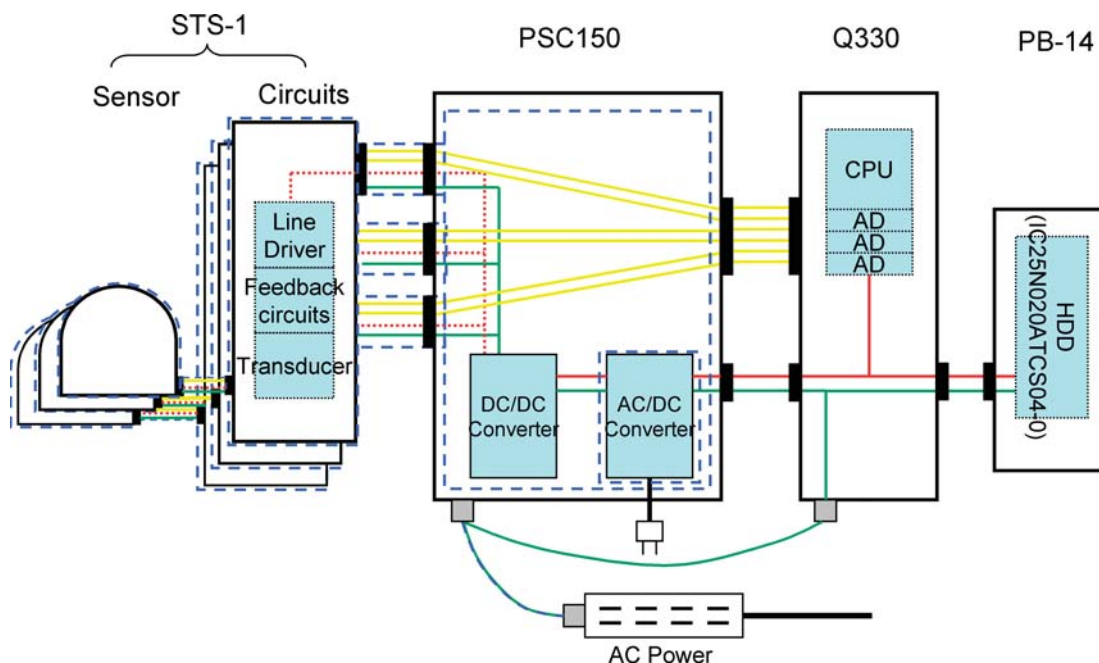 STS-1
PSC150
Q330
PB-14
Sensor
Circuits
Line
Driver
Feedback
circuits
Transducer
DC/DC
Converter
AC/DC
Converter
CPU
AD
AD
AD
HDD
(IC25N020ATCS04-0)
AC Power